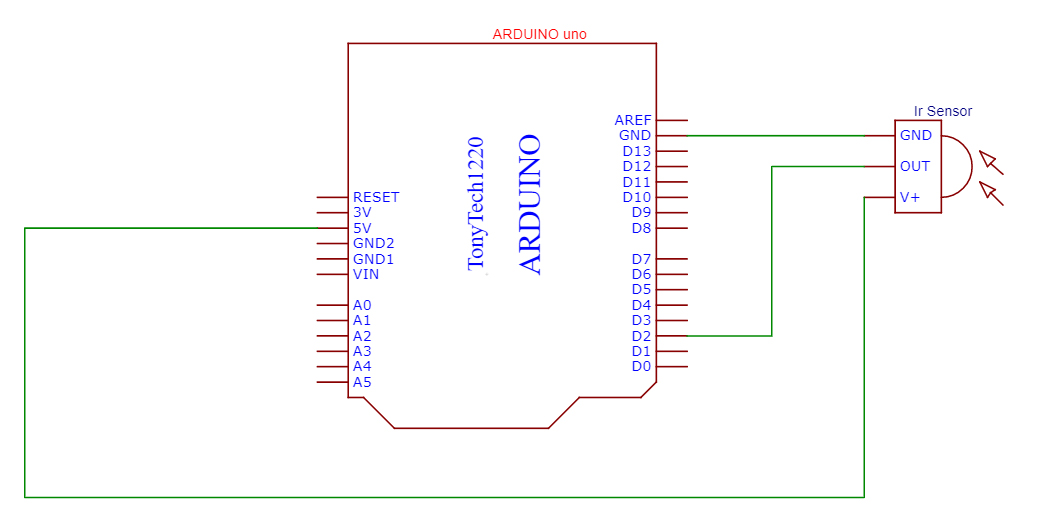 ARDUINO uno
Ir Sensor
AREF
GND
D13
D12
D11
D10
D9
D8
D7
D6
D5
D4
D3
D2
D1
D0
RESET
3V
5V
GND2
GND1
VIN
A0
A1
A2
A3
A4
A5
TonyTech1220
ARDUINO
GND
OUT
V+